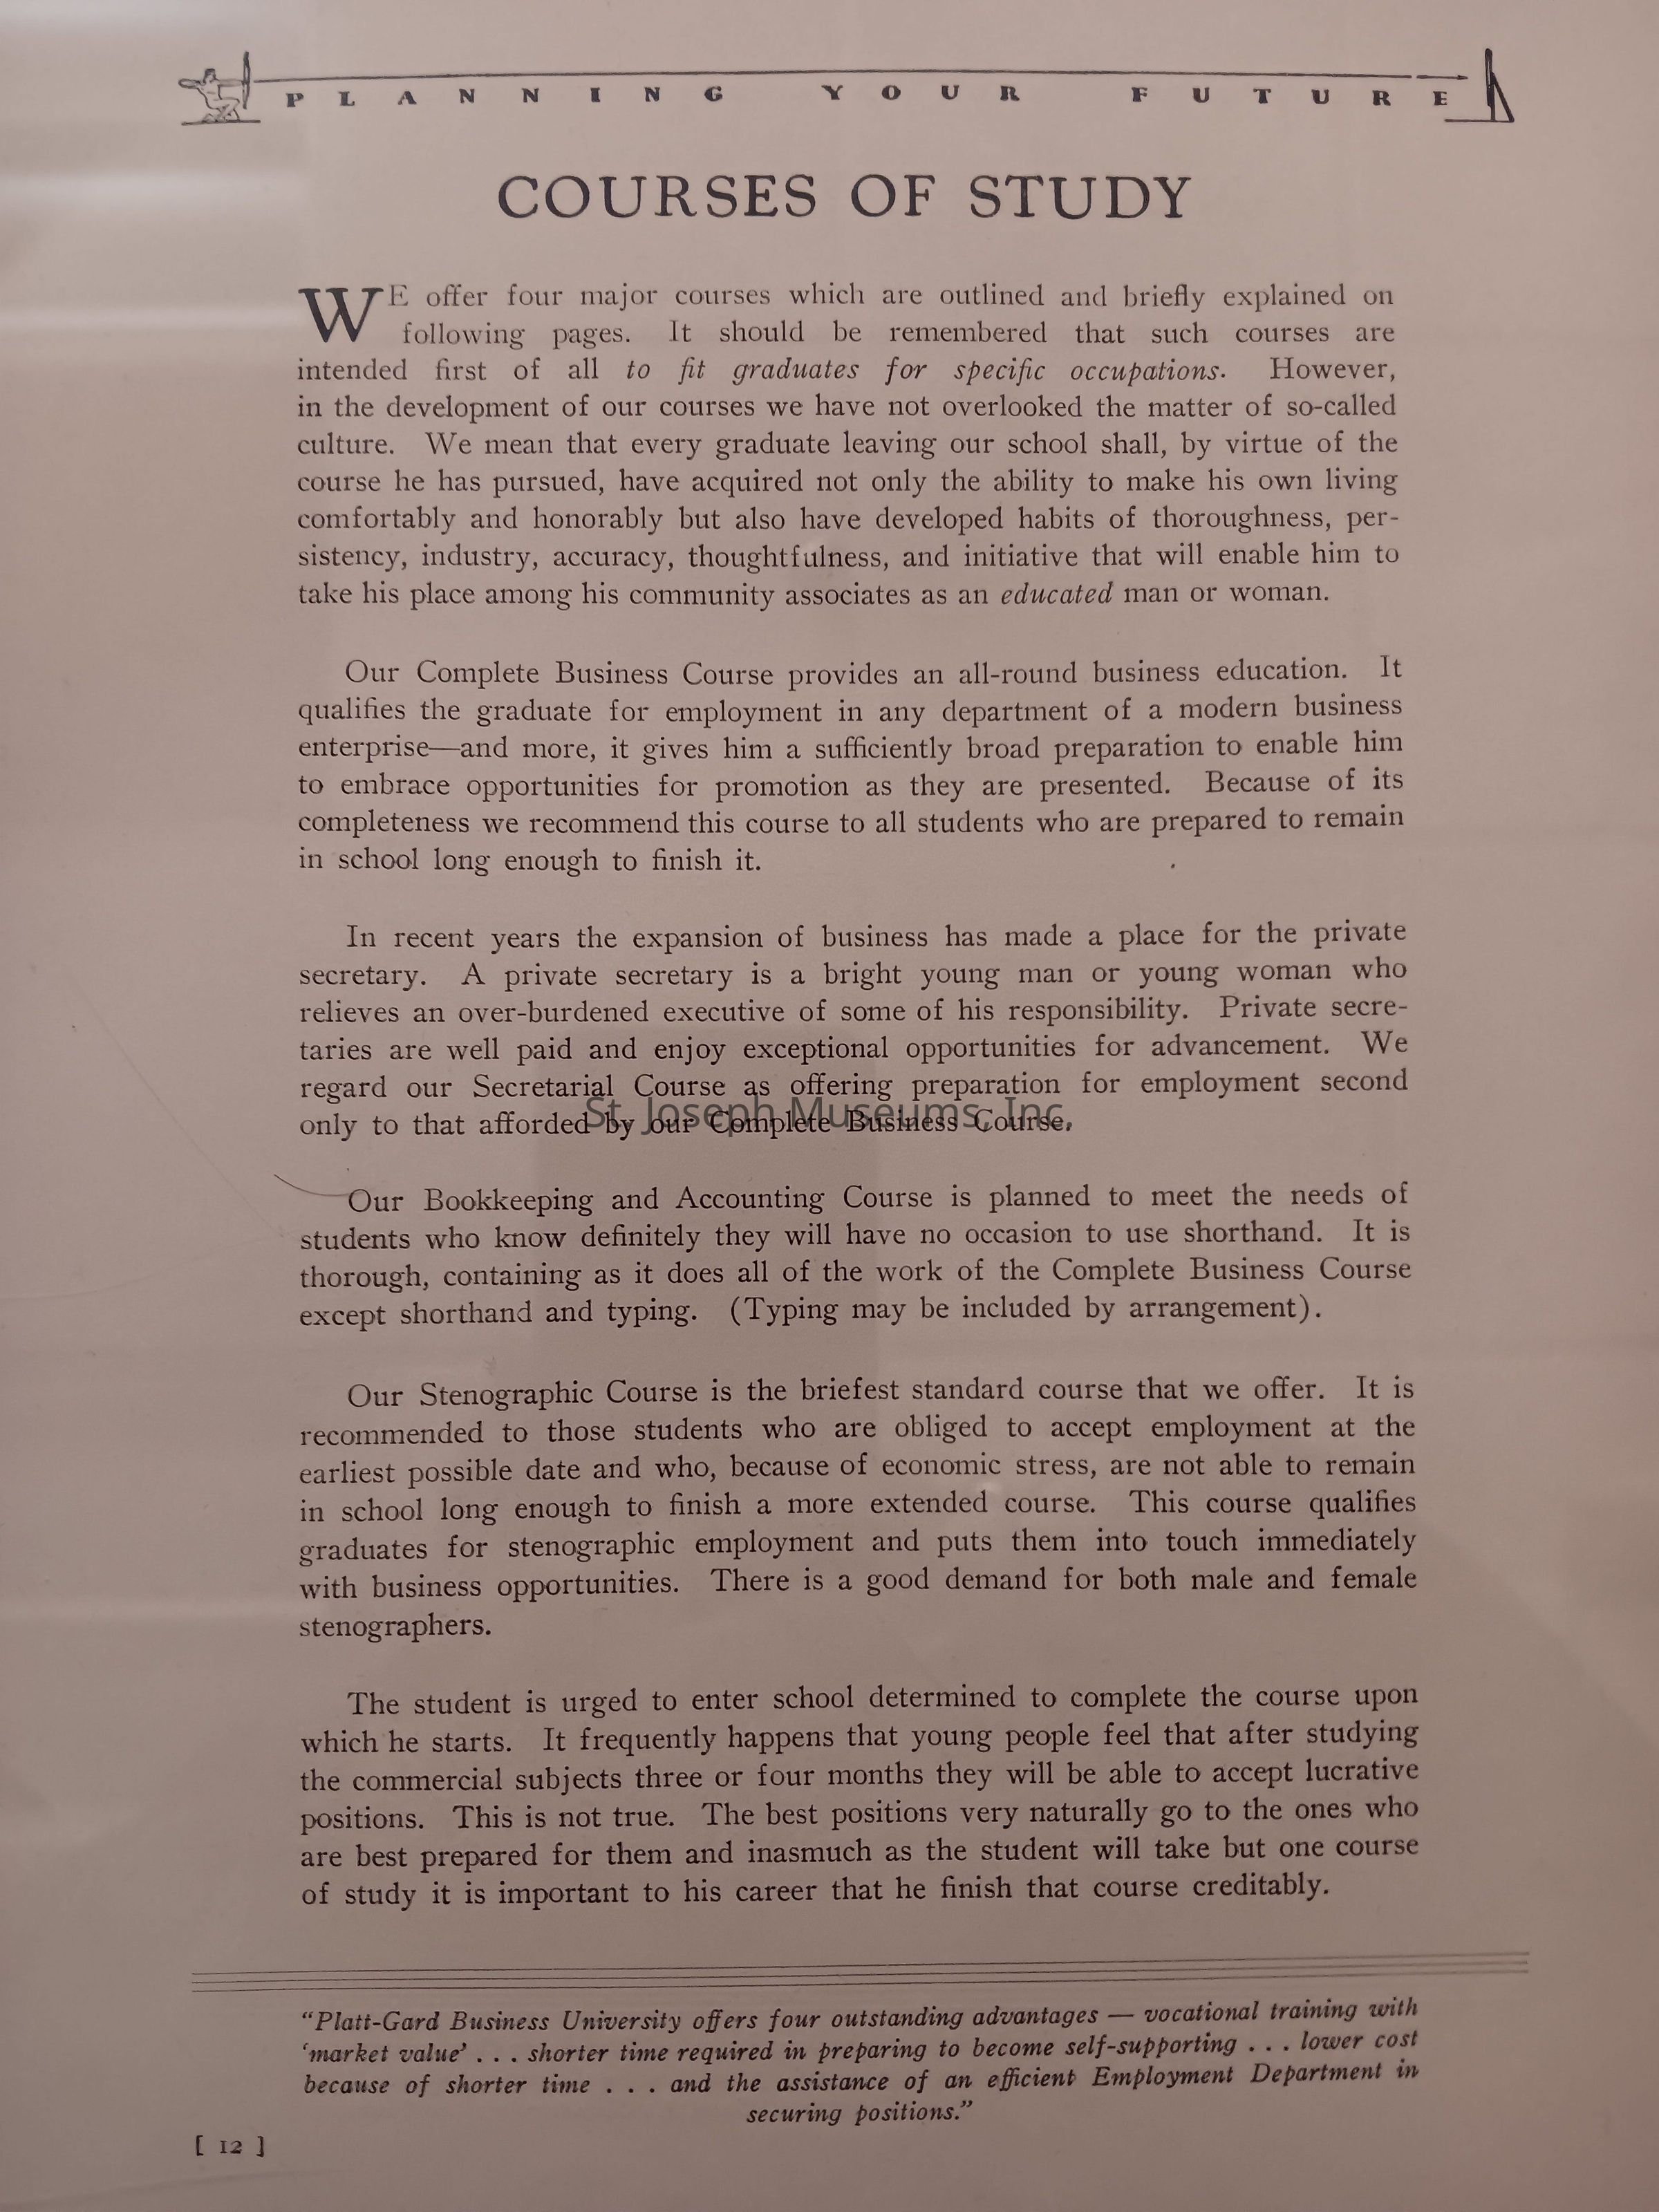 PLANNING YOUR FUTURE
COURSES OF STUDY
WE offer four major courses which are outlined and briefly explained on
following pages. It should be remembered that such courses are
intended first of all to fit graduates for specific occupations. However,
in the development of our courses we have not overlooked the matter of so-called
culture. We mean that every graduate leaving our school shall, by virtue of the
course he has pursued, have acquired not only the ability to make his own living
comfortably and honorably but also have developed habits of thoroughness, per-
sistency, industry, accuracy, thoughtfulness, and initiative that will enable him to
take his place among his community associates as an educated man or woman.
Our Complete Business Course provides an all-round business education. It
qualifies the graduate for employment in any department of a modern business
enterprise—and more, it gives him a sufficiently broad preparation to enable him
to embrace opportunities for promotion as they are presented. Because of its
completeness we recommend this course to all students who are prepared to remain
in school long enough to finish it.
In recent years the expansion of business has made a place for the private
secretary. A private secretary is a bright young man or young woman who
relieves an over-burdened executive of some of his responsibility. Private secre-
taries are well paid and enjoy exceptional opportunities for advancement. We
regard our Secretarial Course as offering preparation for employment second
only to that afforded by our Complete Business Course.
St. Joseph Museums, Inc.
Our Bookkeeping and Accounting Course is planned to meet the needs of
students who know definitely they will have no occasion to use shorthand. It is
thorough, containing as it does all of the work of the Complete Business Course
except shorthand and typing. (Typing may be included by arrangement).
Our Stenographic Course is the briefest standard course that we offer. It is
recommended to those students who are obliged to accept employment at the
earliest possible date and who, because of economic stress, are not able to remain
in school long enough to finish a more extended course. This course qualifies
graduates for stenographic employment and puts them into touch immediately
with business opportunities. There is a good demand for both male and female
stenographers.
The student is urged to enter school determined to complete the course upon
which he starts. It frequently happens that young people feel that after studying
the commercial subjects three or four months they will be able to accept lucrative
positions. This is not true. The best positions very naturally go to the ones who
are best prepared for them and inasmuch as the student will take but one course
of study it is important to his career that he finish that course creditably.
“Platt-Gard Business University offers four outstanding advantages — vocational training with
‘market value’ . . . shorter time required in preparing to become self-supporting . . . lower cost
because of shorter time . . . and the assistance of an efficient Employment Department in
securing positions.”
[ 12 ]